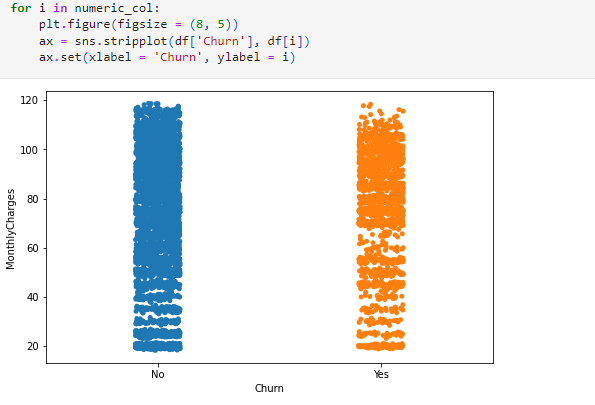 for i in numeric_col:
    plt.figure(figsize = (8, 5))
    ax = sns.stripplot(df['Churn'], df[i])
    ax.set(xlabel = 'Churn', ylabel = i)
120
100
80
60
40
20
MonthlyCharges
No Yes
Churn